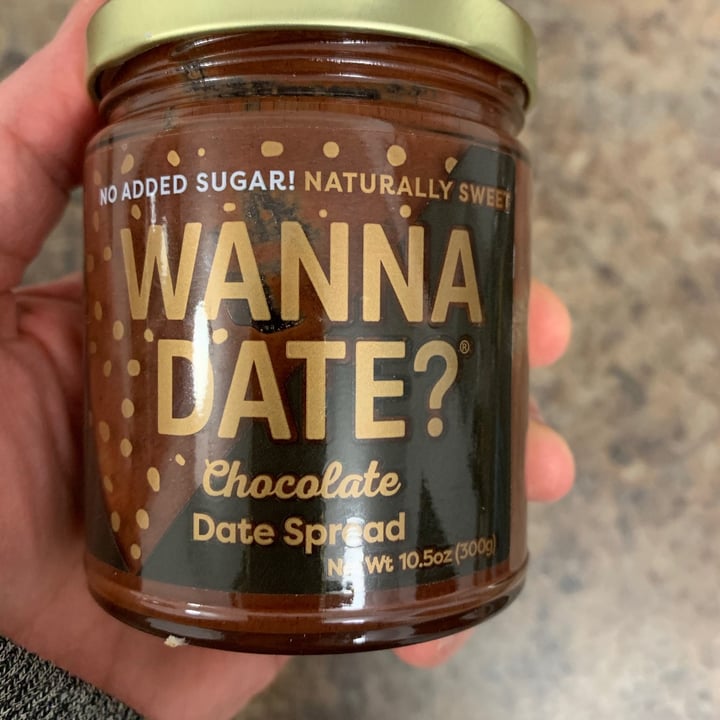 NO ADDED SUGAR! NATURALLY SWEET
WANNA
DATE?®
Chocolate
Date Spread
Net Wt 10.5oz (300g)